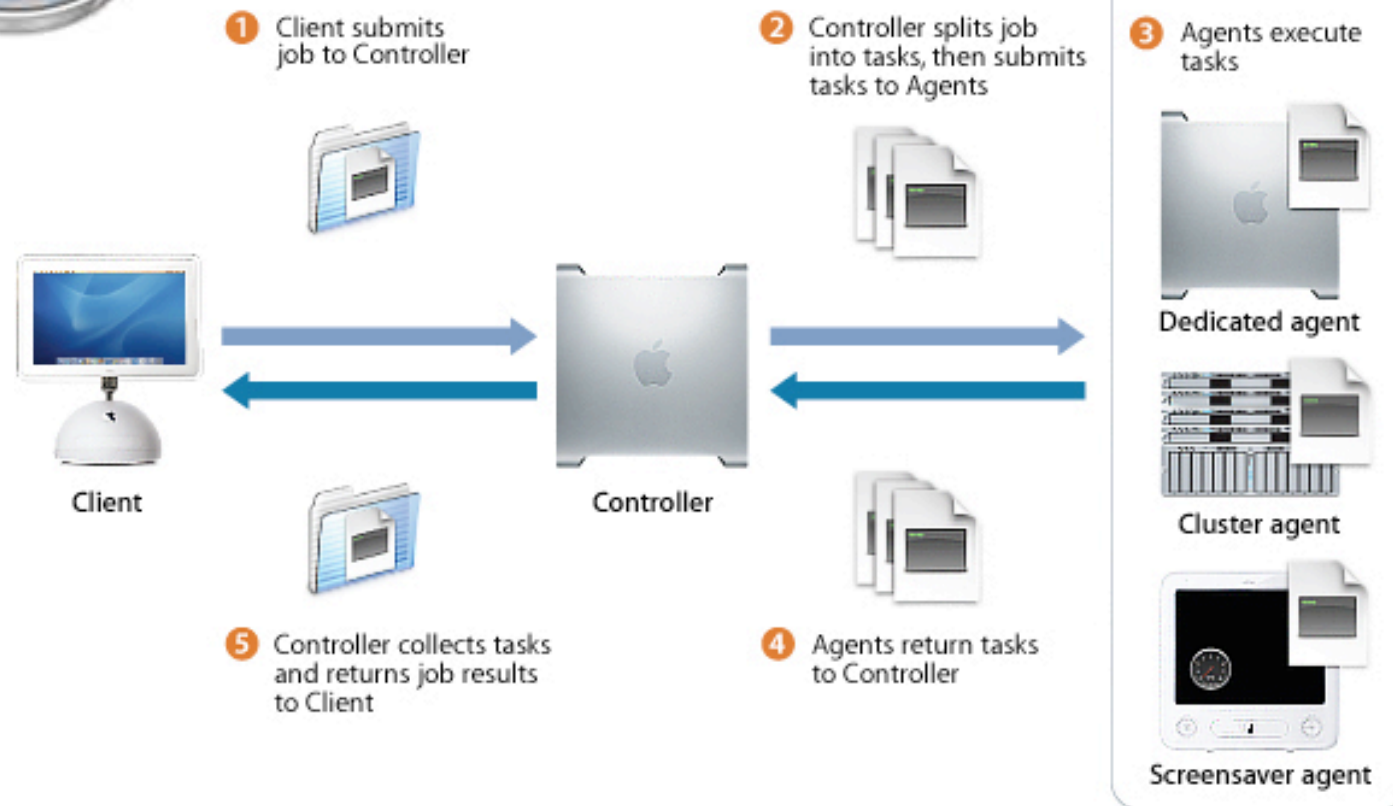 1 Client submits
job to Controller
2 Controller splits job
into tasks, then submits
tasks to Agents
3 Agents execute
tasks
Dedicated agent
Client
Controller
Cluster agent
5 Controller collects tasks
and returns job results
to Client
4 Agents return tasks
to Controller
Screensaver agent